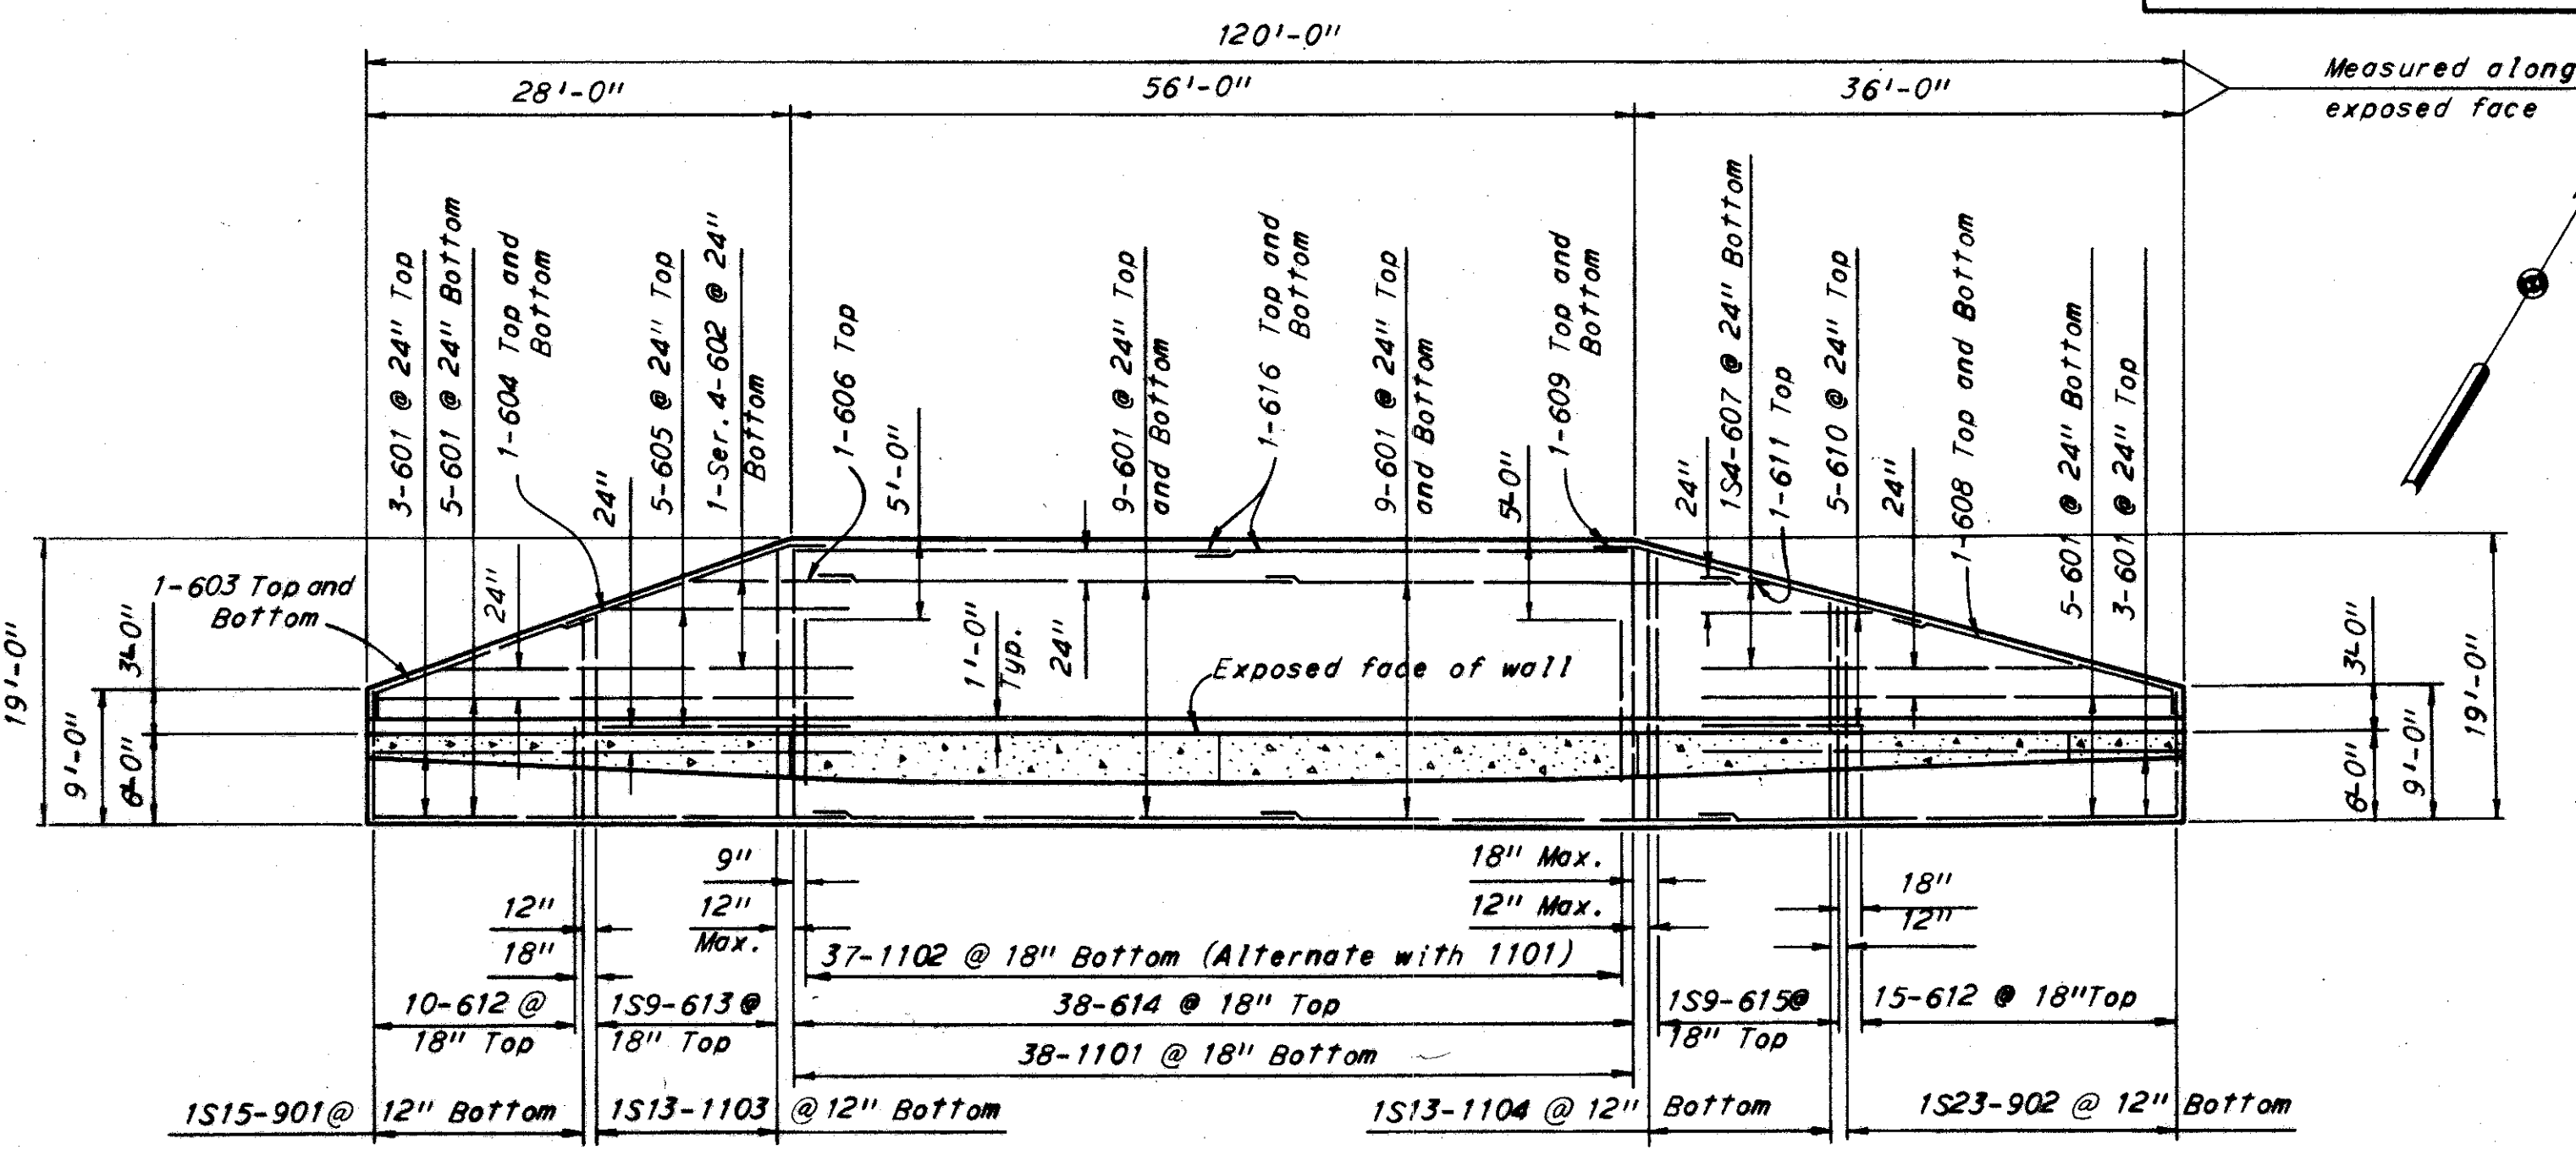 120'-0"
28'-0"
56'-0"
36'-0"
Measured along
exposed face
3-601 @ 24" Top
5-601 @ 24" Bottom
1-604 Top and
Bottom
24"
5-605 @ 24" Top
1-Ser. 4-602 @ 24"
Bottom
1-606 Top
5'-0"
9-601 @ 24" Top
and Bottom
1-616 Top and
Bottom
9-601 @ 24" Top
and Bottom
5'-0"
1-609 Top and
Bottom
24"
1S4-607 @ 24" Bottom
1-611 Top
5-610 @ 24" Top
24"
1-608 Top and Bottom
5-601 @ 24" Bottom
3-601 @ 24" Top
1-603 Top and
Bottom
24"
19'-0"
9'-0"
3'-0"
6'-0"
1'-0"
Typ.
24"
Exposed face of wall
3'-0"
6'-0"
9'-0"
19'-0"
9"
18" Max.
12"
12"
Max.
12" Max.
18"
12"
18"
37-1102 @ 18" Bottom (Alternate with 1101)
10-612 @
18" Top
1S9-613 @
18" Top
38-614 @ 18" Top
1S9-615@
18" Top
15-612 @ 18" Top
38-1101 @ 18" Bottom
1S15-901 @ 12" Bottom
1S13-1103 @ 12" Bottom
1S13-1104 @ 12" Bottom
1S23-902 @ 12" Bottom